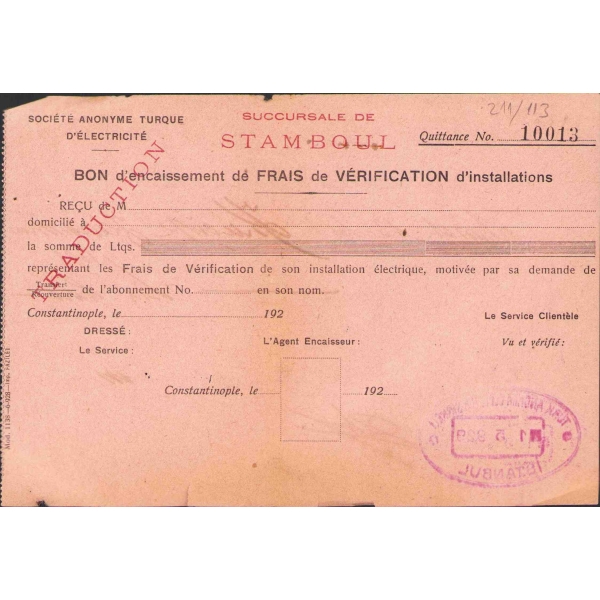 211/113
SOCIÉTÉ ANONYME TURQUE
D'ÉLECTRICITÉ
SUCCURSALE DE
STAMBOUL
Quittance No. 10013
BON d'encaissement de FRAIS de VÉRIFICATION d'installations
TRADUCTION
REÇU de M
domicilié à
la somme de Ltqs.
représentant les Frais de Vérification de son installation électrique, motivée par sa demande de
Transfert
Réouverture
de l'abonnement No. en son nom.
Constantinople, le 192
Le Service Clientèle
DRESSÉ:
L'Agent Encaisseur:
Vu et vérifié:
Le Service:
Constantinople, le 192
ISTANBUL